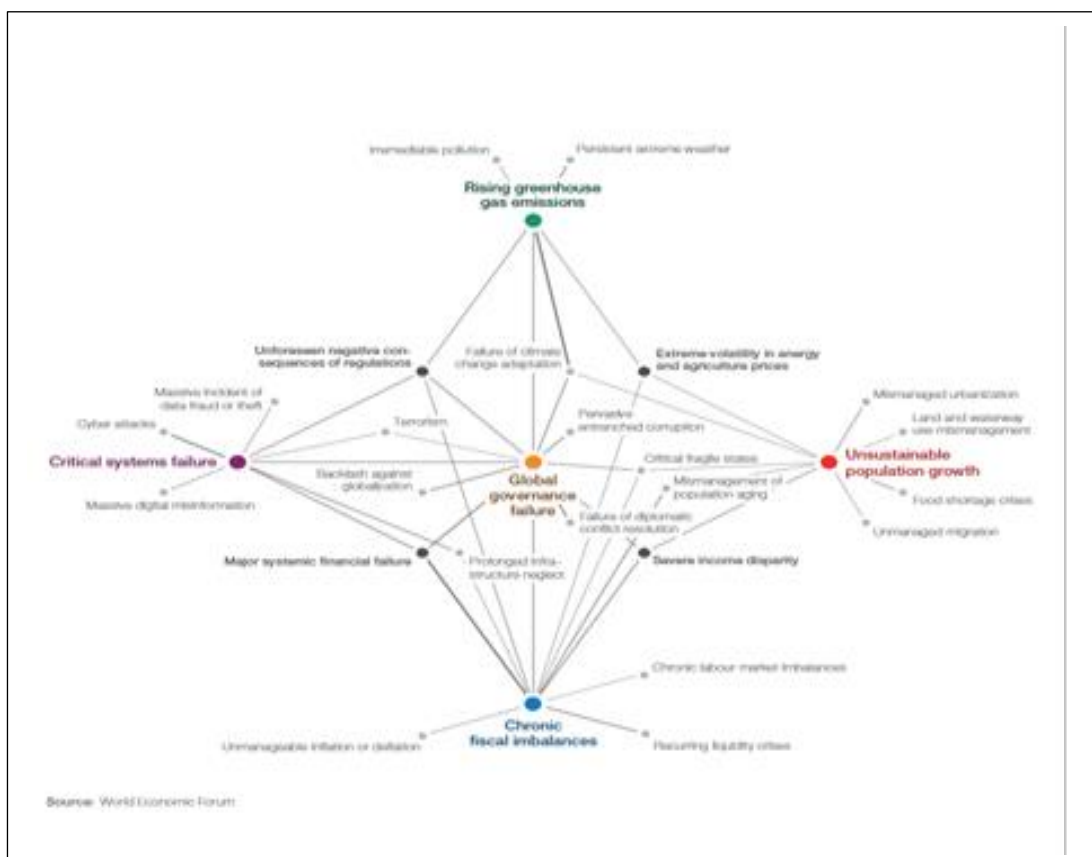 Irremediable pollution
Persistent extreme weather
Rising greenhouse
gas emissions
Unforeseen negative con-
sequences of regulations
Failure of climate
change adaptation
Extreme volatility in energy
and agriculture prices
Massive incident of
data fraud or theft
Mismanaged urbanization
Cyber attacks
Terrorism
Pervasive
entrenched corruption
Land and waterway
use mismanagement
Critical systems failure
Backlash against
globalization
Global
governance
failure
Critical fragile states
Mismanagement of
population aging
Unsustainable
population growth
Massive digital misinformation
Failure of diplomatic
conflict resolution
Food shortage crises
Unmanaged migration
Major systemic financial failure
Prolonged infra-
structure neglect
Severe income disparity
Chronic labour market imbalances
Chronic
fiscal imbalances
Unmanageable inflation or deflation
Recurring liquidity crises
Source: World Economic Forum